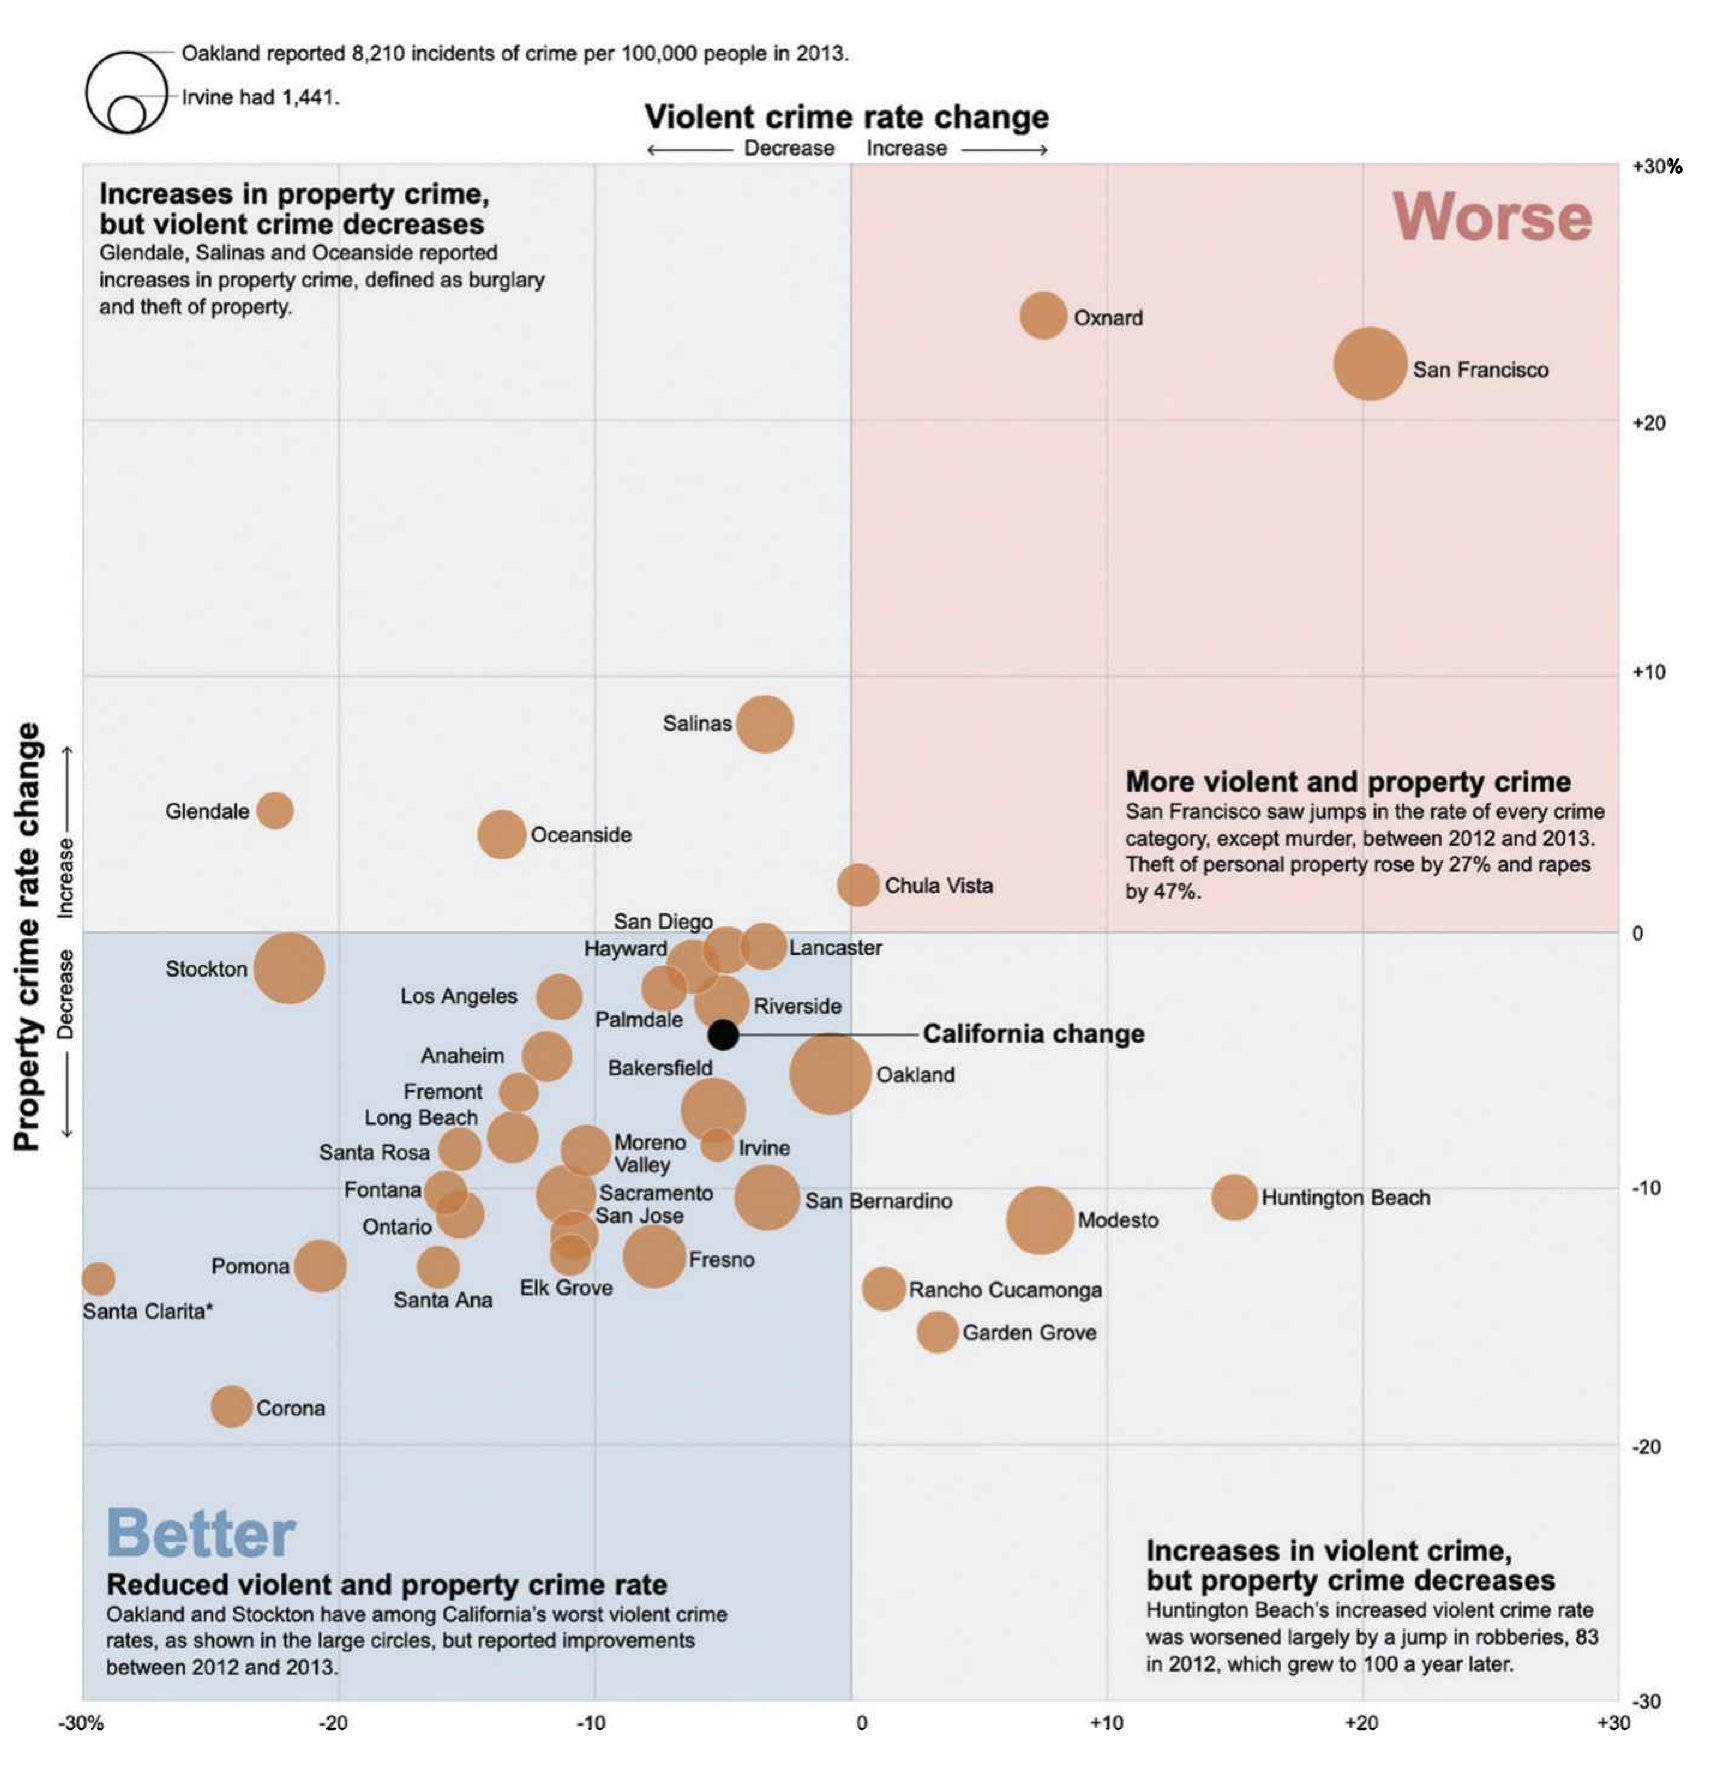 Oakland reported 8,210 incidents of crime per 100,000 people in 2013.
Irvine had 1,441.
Violent crime rate change
Decrease Increase
+30%
Increases in property crime,
but violent crime decreases
Glendale, Salinas and Oceanside reported
increases in property crime, defined as burglary
and theft of property.
Worse
Oxnard
San Francisco
+20
+10
Salinas
Property crime rate change
Increase
Decrease
More violent and property crime
San Francisco saw jumps in the rate of every crime
category, except murder, between 2012 and 2013.
Theft of personal property rose by 27% and rapes
by 47%.
Glendale
Oceanside
Chula Vista
San Diego
0
Hayward
Lancaster
Stockton
Los Angeles
Riverside
Palmdale
California change
Anaheim
Bakersfield
Oakland
Fremont
Long Beach
Santa Rosa
Moreno
Valley
Irvine
Fontana
Sacramento
San Bernardino
Huntington Beach
-10
San Jose
Modesto
Ontario
Pomona
Fresno
Elk Grove
Santa Ana
Rancho Cucamonga
Santa Clarita*
Garden Grove
Corona
-20
Better
Reduced violent and property crime rate
Oakland and Stockton have among California's worst violent crime
rates, as shown in the large circles, but reported improvements
between 2012 and 2013.
Increases in violent crime,
but property crime decreases
Huntington Beach's increased violent crime rate
was worsened largely by a jump in robberies, 83
in 2012, which grew to 100 a year later.
-30
-30% -20 -10 0 +10 +20 +30